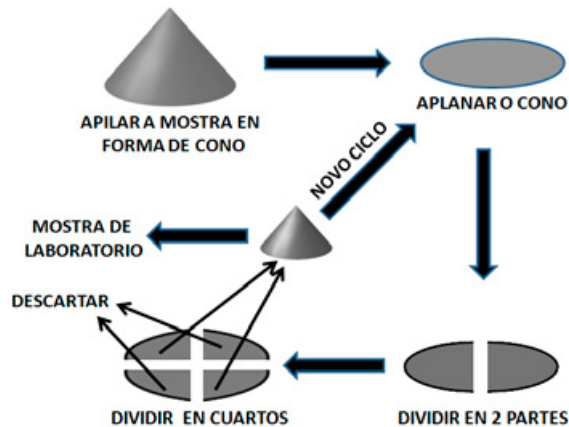 APILAR A MOSTRA EN
FORMA DE CONO
APLANAR O CONO
NOVO CICLO
MOSTRA DE
LABORATORIO
DESCARTAR
DIVIDIR EN CUARTOS
DIVIDIR EN 2 PARTES